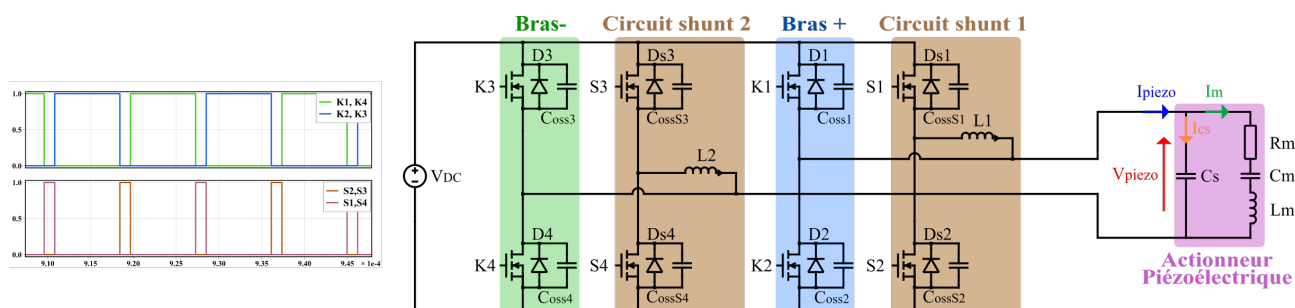 1.0
0.5
0.0
K1, K4
K2, K3
1.0
0.5
0.0
S2,S3
S1,S4
9.10 9.15 9.20 9.25 9.30 9.35 9.40 9.45 × 1e-4
Bras- Circuit shunt 2 Bras + Circuit shunt 1
D3 Ds3 D1 Ds1
K3 S3 K1 S1
Coss3 CossS3 Coss1 CossS1
VDC
L2
L1
D4 Ds4 D2 Ds2
K4 S4 K2 S2
Coss4 CossS4 Coss2 CossS2
Ipiezo Im
Ics
Vpiezo
Cs
Rm
Cm
Lm
Actionneur
Piézoélectrique